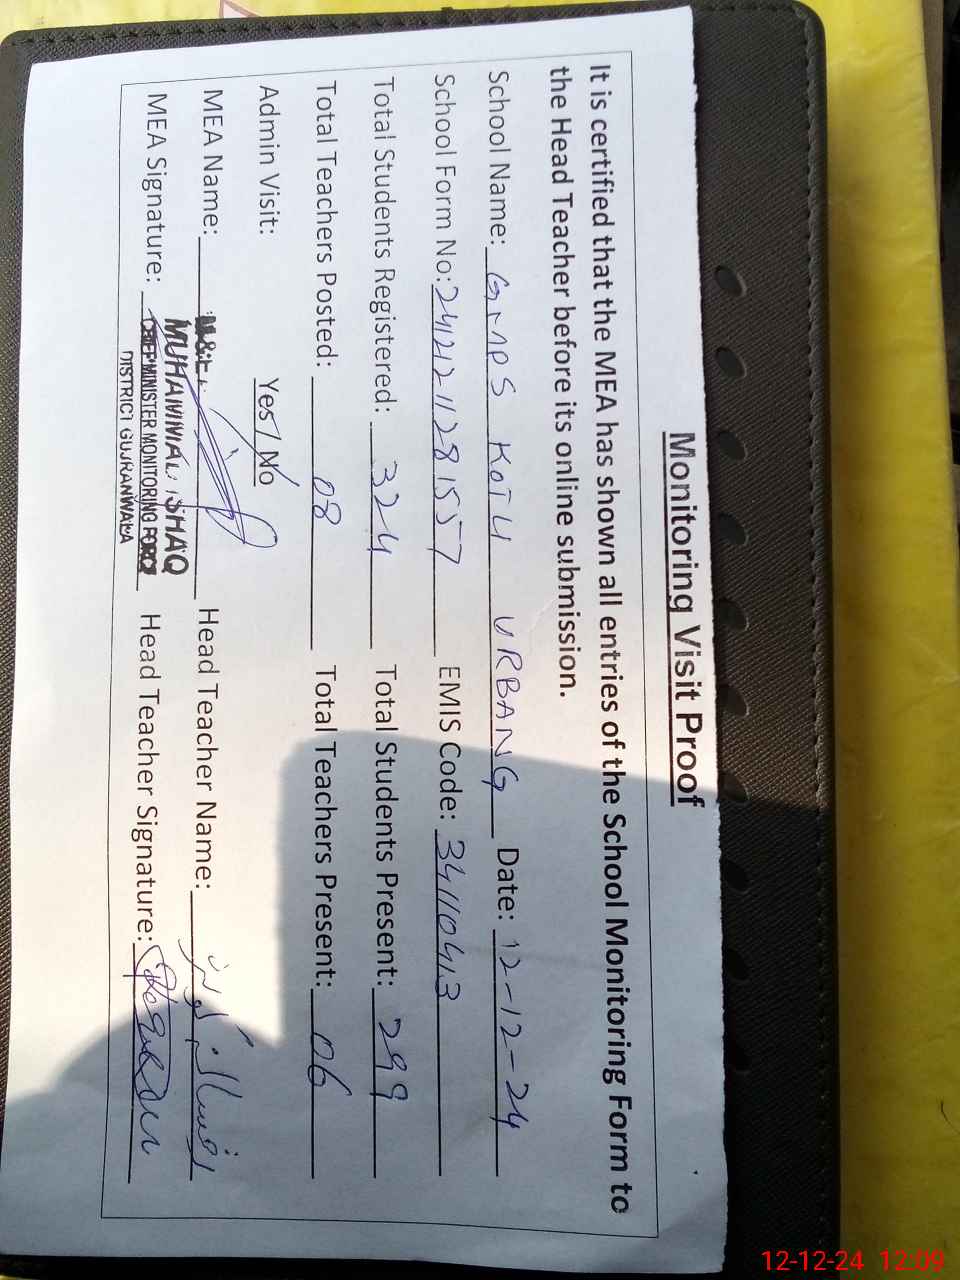 Monitoring Visit Proof
It is certified that the MEA has shown all entries of the School Monitoring Form to
the Head Teacher before its online submission.
School Name: GMPS KOTLI URBANG Date: 12-12-24
School Form No: 24121211281557 EMIS Code: 34110413
Total Students Registered: 324 Total Students Present: 299
Total Teachers Posted: 08 Total Teachers Present: 06
Admin Visit: Yes / No
MEA Name: Head Teacher Name:
MUHAMMAD ISHAQ
MEA Signature: Head Teacher Signature:
CHIEF MINISTER MONITORING FORCE
DISTRICT GUJRANWALA
12-12-24 12:09